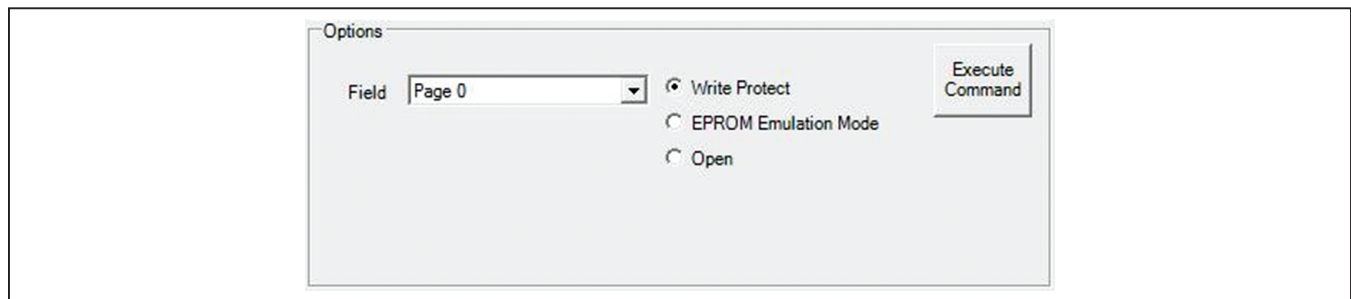 Options
Field
Page 0
Write Protect
EPROM Emulation Mode
Open
Execute
Command